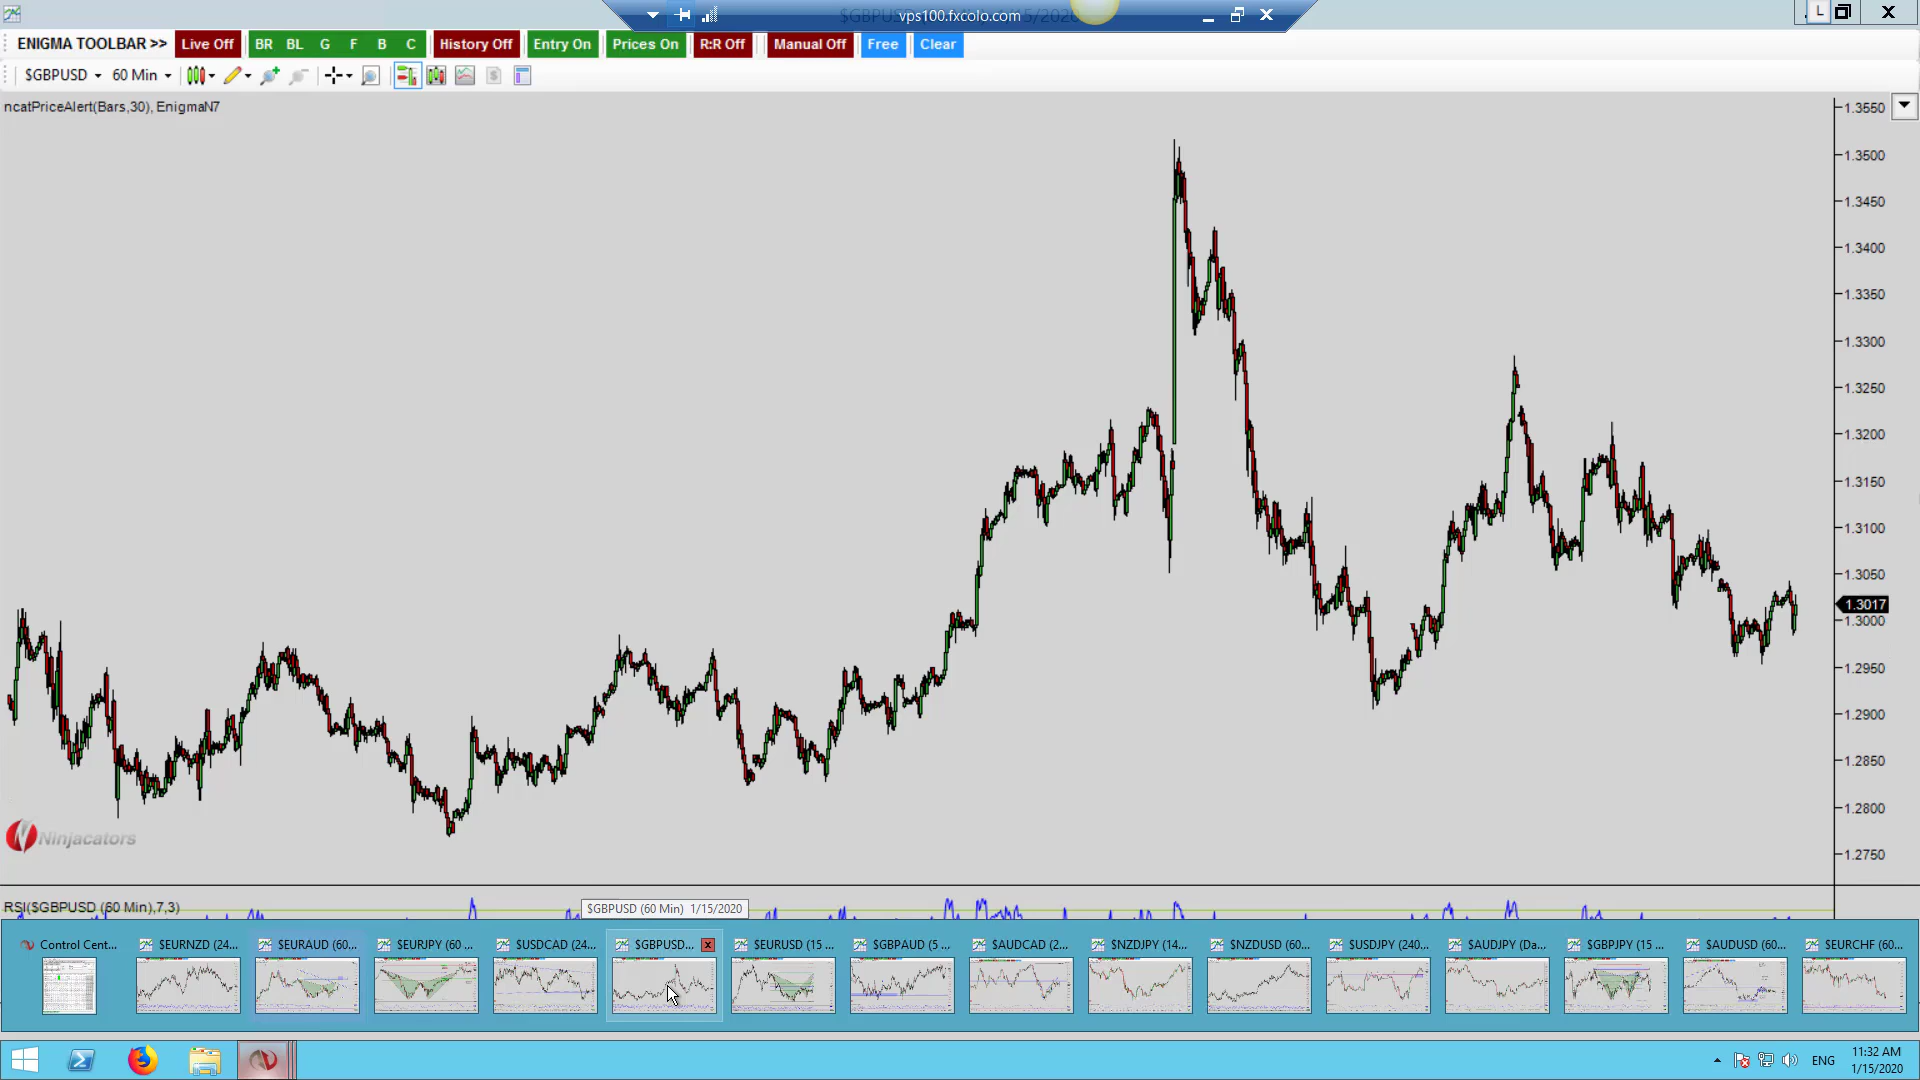 vps100.fxcolo.com
L
ENIGMA TOOLBAR >> Live Off BR BL G F B C History Off Entry On Prices On R:R Off Manual Off Free Clear
$GBPUSD 60 Min
ncatPriceAlert(Bars,30), EnigmaN7
1.3550
1.3500
1.3450
1.3400
1.3350
1.3300
1.3250
1.3200
1.3150
1.3100
1.3050
1.3017
1.3000
1.2950
1.2900
1.2850
1.2800
1.2750
Ninjacators
RSI($GBPUSD (60 Min),7,3)
$GBPUSD (60 Min) 1/15/2020
Control Cent... $EURNZD (24... $EURAUD (60... $EURJPY (60 ... $USDCAD (24... $GBPUSD... $EURUSD (15 ... $GBPAUD (5 ... $AUDCAD (2... $NZDJPY (14... $NZDUSD (60... $USDJPY (240... $AUDJPY (Da... $GBPJPY (15 ... $AUDUSD (60... $EURCHF (60...
ENG
11:32 AM
1/15/2020